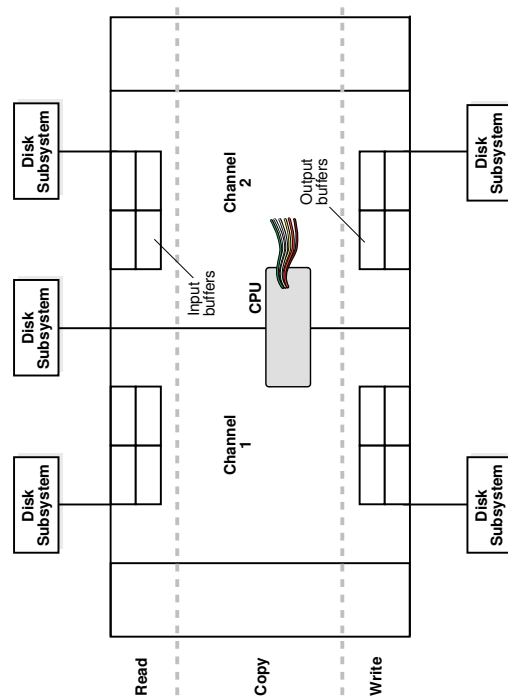 Disk
Subsystem
Disk
Subsystem
Disk
Subsystem
Read
Input
buffers
Channel
1
Channel
2
CPU
Copy
Output
buffers
Write
Disk
Subsystem
Disk
Subsystem